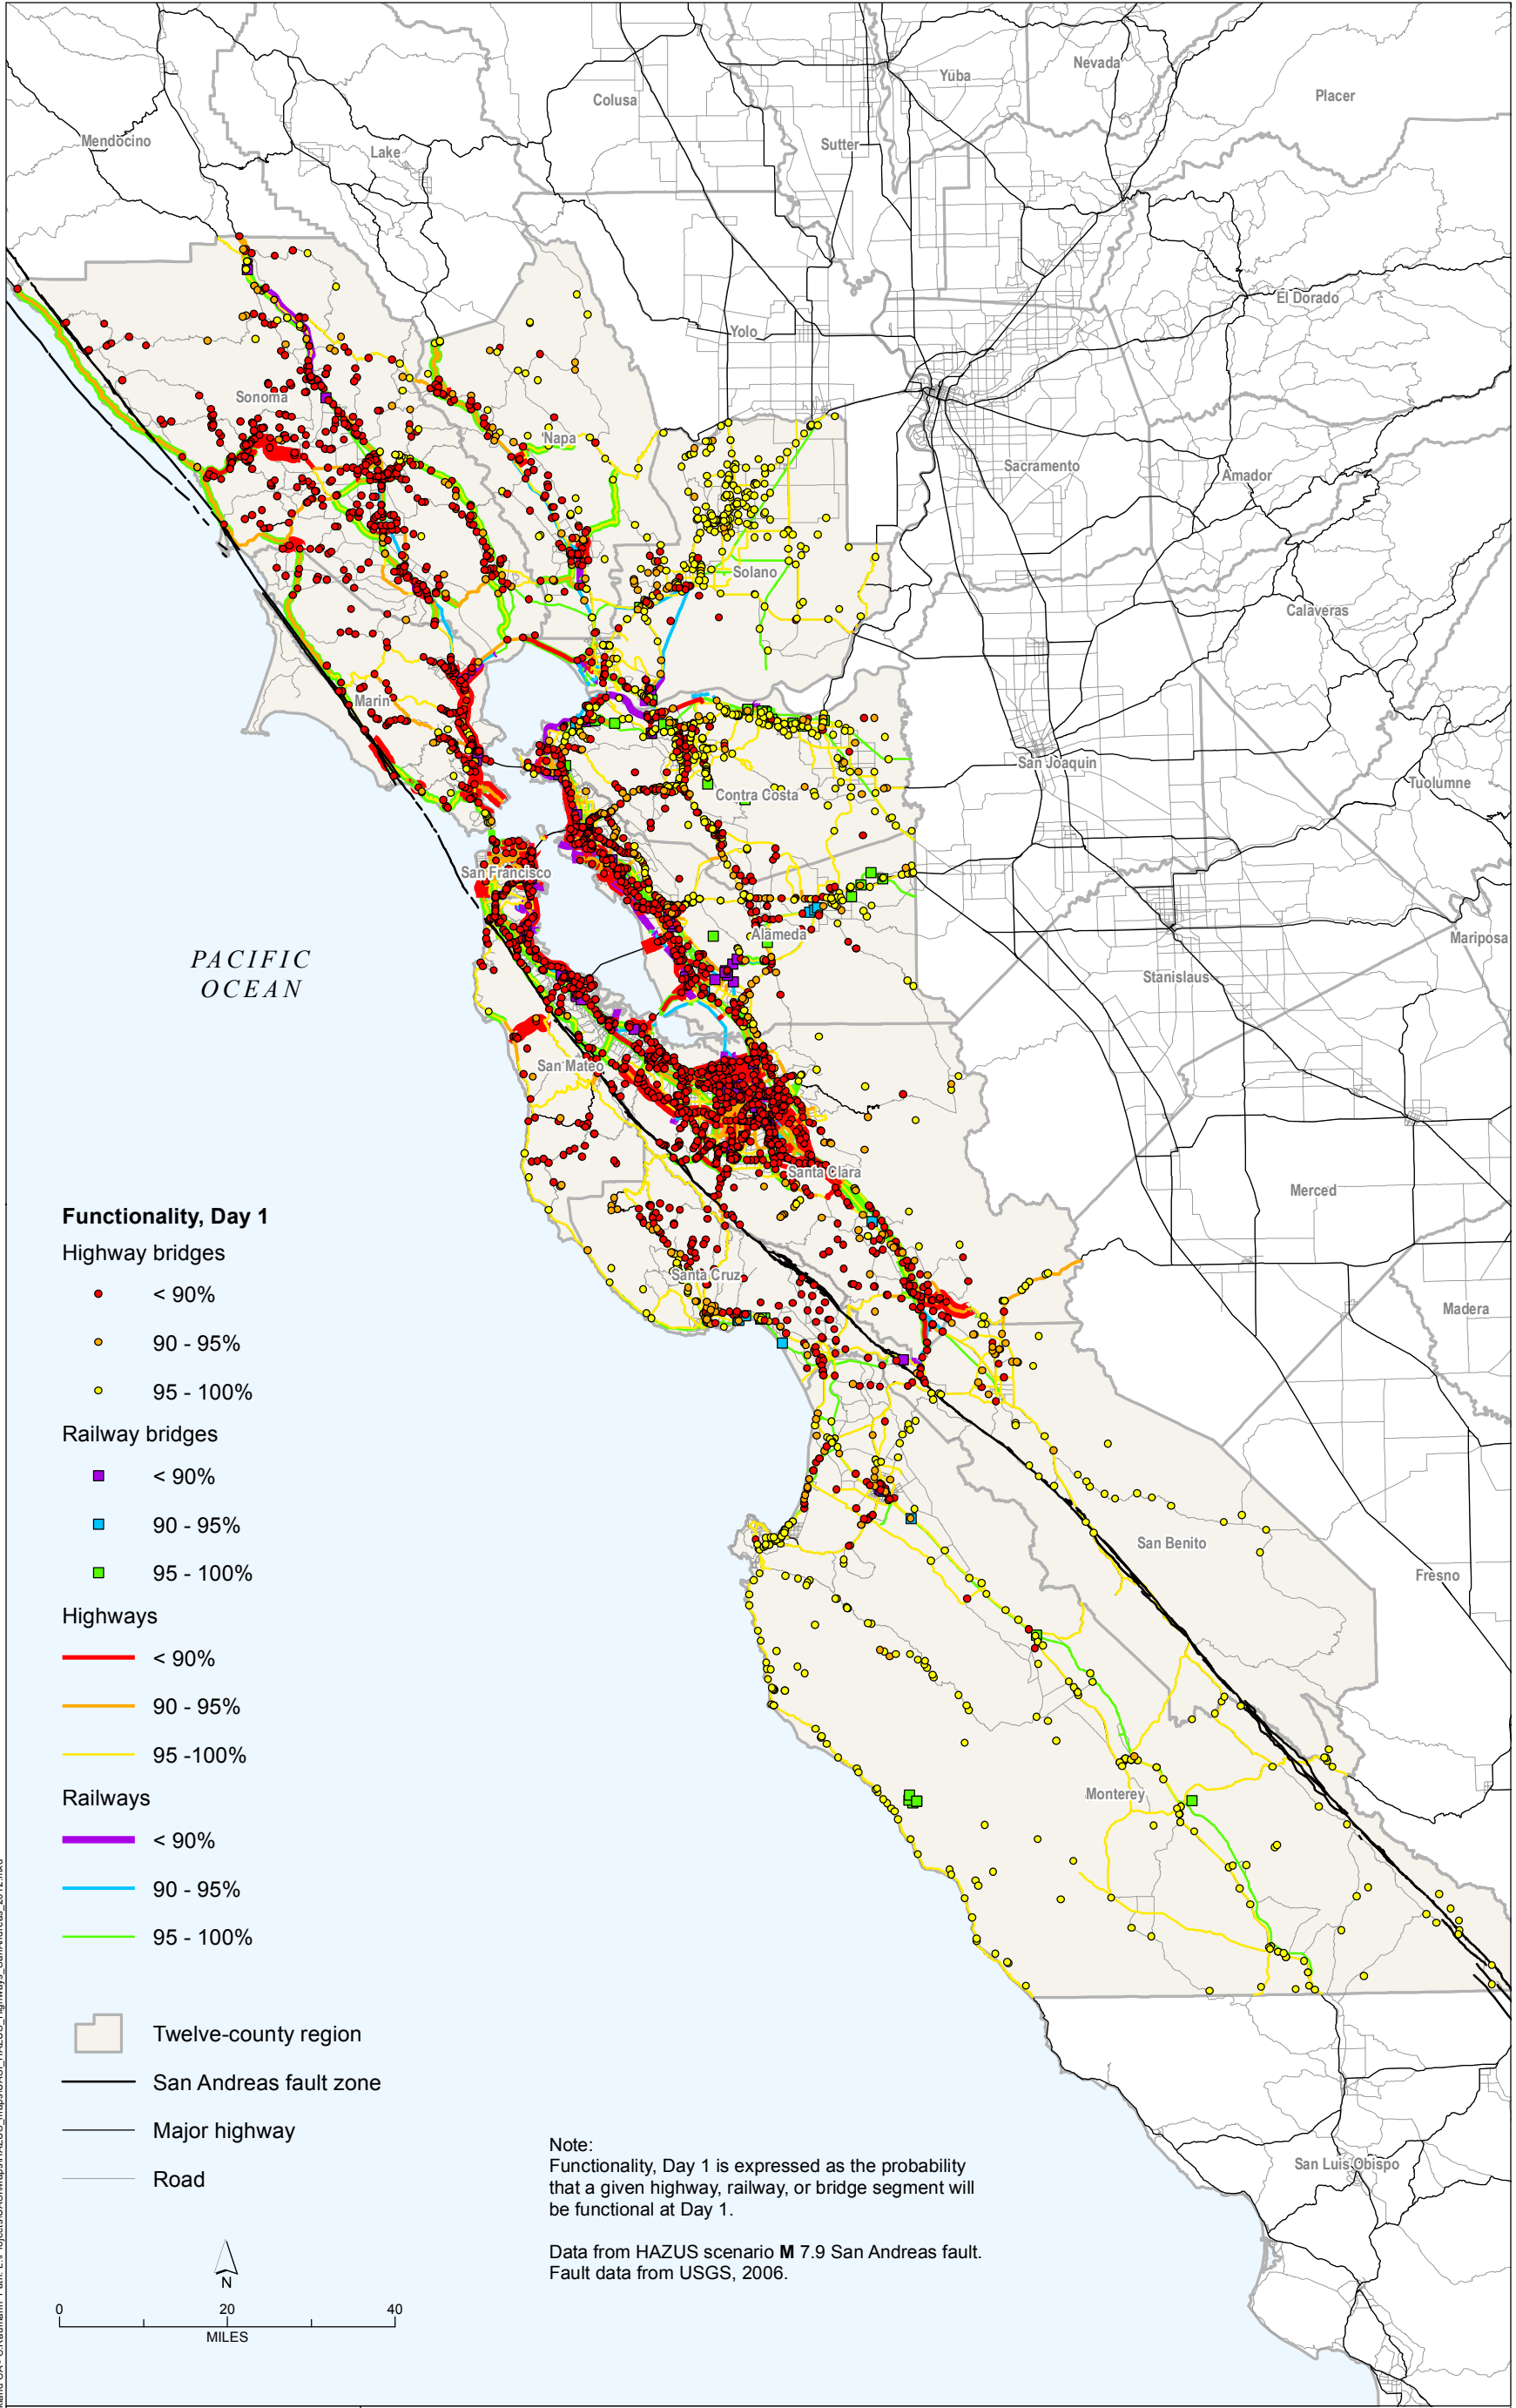 Nevada
Yuba
Placer
Colusa
Mendocino
Sutter
Lake
El Dorado
Yolo
Sonoma
Napa
Sacramento
Amador
Solano
Calaveras
Marin
San Joaquin
Tuolumne
Contra Costa
San Francisco
Alameda
Mariposa
PACIFIC
OCEAN
Stanislaus
San Mateo
Santa Clara
Merced
Santa Cruz
Madera
San Benito
Fresno
Monterey
San Luis Obispo
Functionality, Day 1
Highway bridges
< 90%
90 - 95%
95 - 100%
Railway bridges
< 90%
90 - 95%
95 - 100%
Highways
< 90%
90 - 95%
95 -100%
Railways
< 90%
90 - 95%
95 - 100%
Twelve-county region
San Andreas fault zone
Major highway
Road
N
0 20 40
MILES
Note:
Functionality, Day 1 is expressed as the probability
that a given highway, railway, or bridge segment will
be functional at Day 1.
Data from HAZUS scenario M 7.9 San Andreas fault.
Fault data from USGS, 2006.